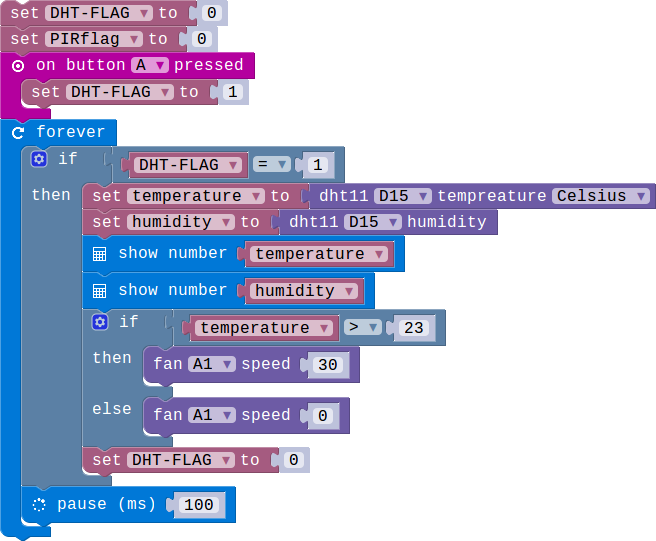 set DHT-FLAG to 0
set PIRflag to 0
on button A pressed
set DHT-FLAG to 1
forever
if DHT-FLAG = 1
then set temperature to dht11 D15 tempreature Celsius
set humidity to dht11 D15 humidity
show number temperature
show number humidity
if temperature > 23
then fan A1 speed 30
else fan A1 speed 0
set DHT-FLAG to 0
pause (ms) 100